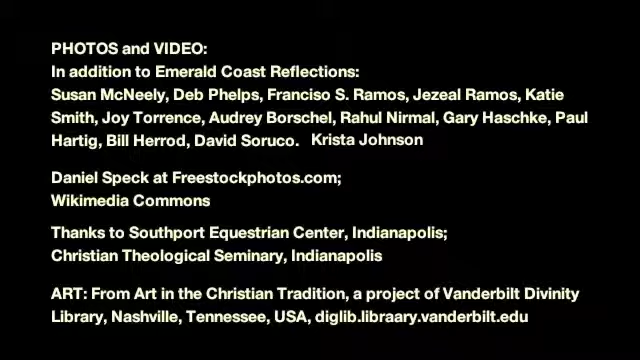 PHOTOS and VIDEO:
In addition to Emerald Coast Reflections:
Susan McNeely, Deb Phelps, Franciso S. Ramos, Jezeal Ramos, Katie
Smith, Joy Torrence, Audrey Borschel, Rahul Nirmal, Gary Haschke, Paul
Hartig, Bill Herrod, David Soruco. Krista Johnson
Daniel Speck at Freestockphotos.com;
Wikimedia Commons
Thanks to Southport Equestrian Center, Indianapolis;
Christian Theological Seminary, Indianapolis
ART: From Art in the Christian Tradition, a project of Vanderbilt Divinity
Library, Nashville, Tennessee, USA, diglib.libraary.vanderbilt.edu